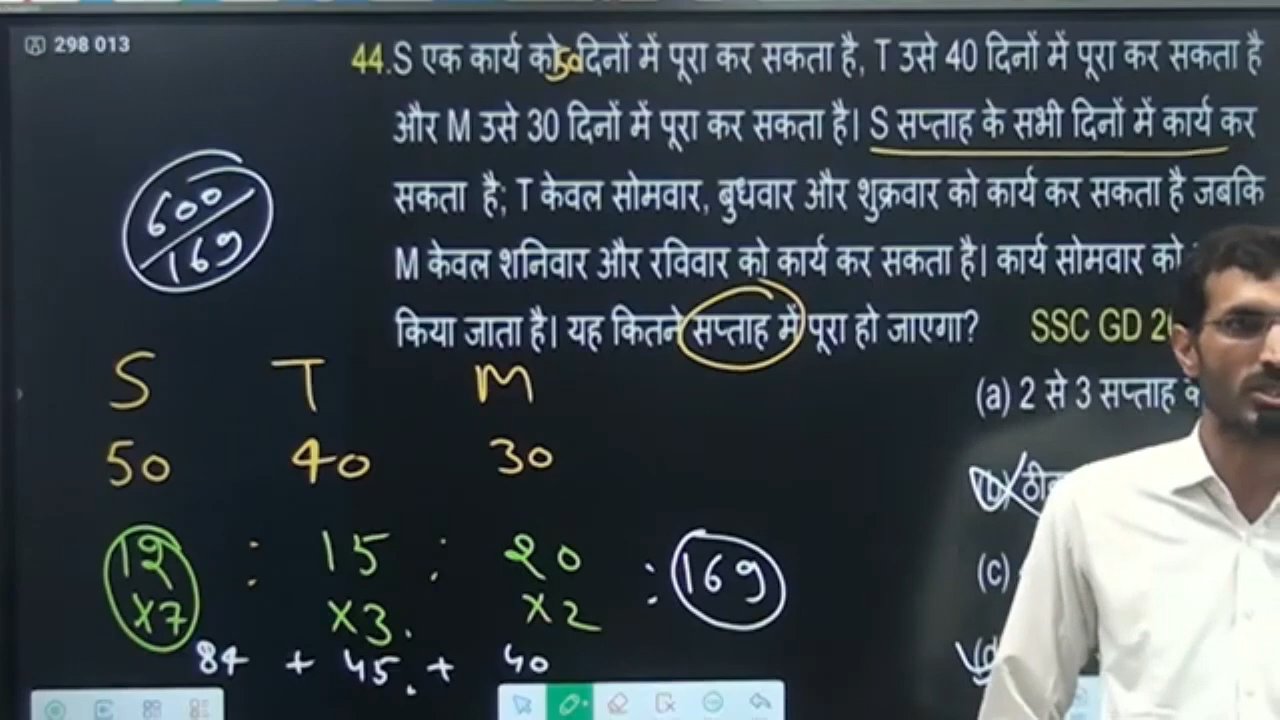 298 013
44.S एक कार्य को 50 दिनों में पूरा कर सकता है, T उसे 40 दिनों में पूरा कर सकता है
और M उसे 30 दिनों में पूरा कर सकता है। S सप्ताह के सभी दिनों में कार्य कर
सकता है; T केवल सोमवार, बुधवार और शुक्रवार को कार्य कर सकता है जबकि
M केवल शनिवार और रविवार को कार्य कर सकता है। कार्य सोमवार को
किया जाता है। यह कितने सप्ताह में पूरा हो जाएगा?
SSC GD
600/169
(a) 2 से 3 सप्ताह
(b)
(c)
(d)
S T M
50 40 30
12 : 15 : 20 : 169
x7 x3. x2
84 + 45 + 40